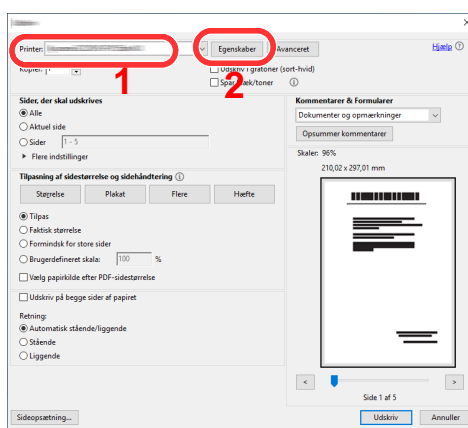 Printer:
Egenskaber
Avanceret
Hjælp
1
2
Kopier: 1
Udskriv i gråtoner (sort-hvid)
Spar blæk/toner
Sider, der skal udskrives
Alle
Aktuel side
Sider 1 - 5
Flere indstillinger
Tilpasning af sidestørrelse og sidehåndtering
Størrelse Plakat Flere Hæfte
Tilpas
Faktisk størrelse
Formindsk for store sider
Brugerdefineret skala: 100 %
Vælg papirkilde efter PDF-sidestørrelse
Udskriv på begge sider af papiret
Retning:
Automatisk stående/liggende
Stående
Liggende
Kommentarer & Formularer
Dokumenter og opmærkninger
Opsummer kommentarer
Skaler: 96%
210,02 x 297,01 mm
< >
Side 1 af 5
Sideopsætning...
Udskriv
Annuller